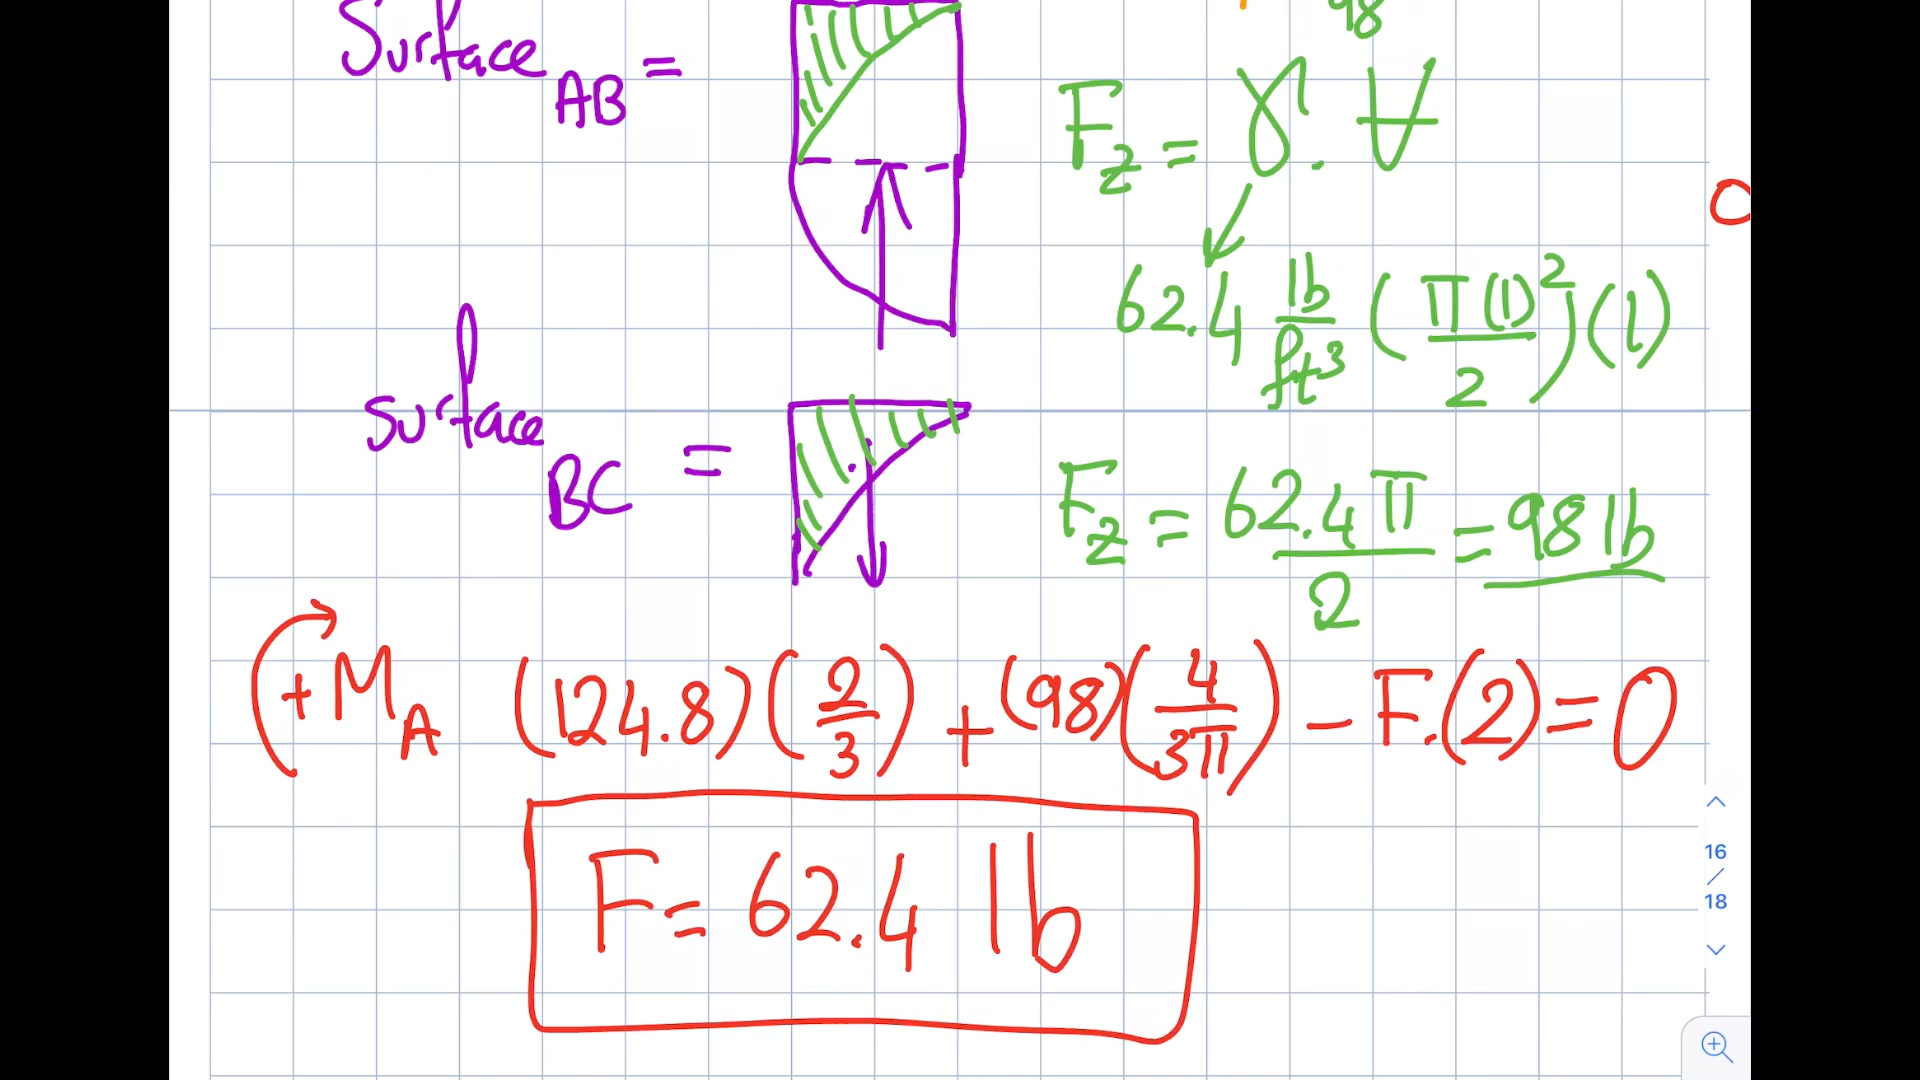 98
Surface AB =
F_z = γ. V
62.4 lb/ft³ (π(1)²/2)(1)
Surface BC =
F_z = 62.4π/2 = 98 lb
+M_A (124.8)(2/3) + (98)(4/3π) - F.(2) = 0
F = 62.4 lb
16
/
18